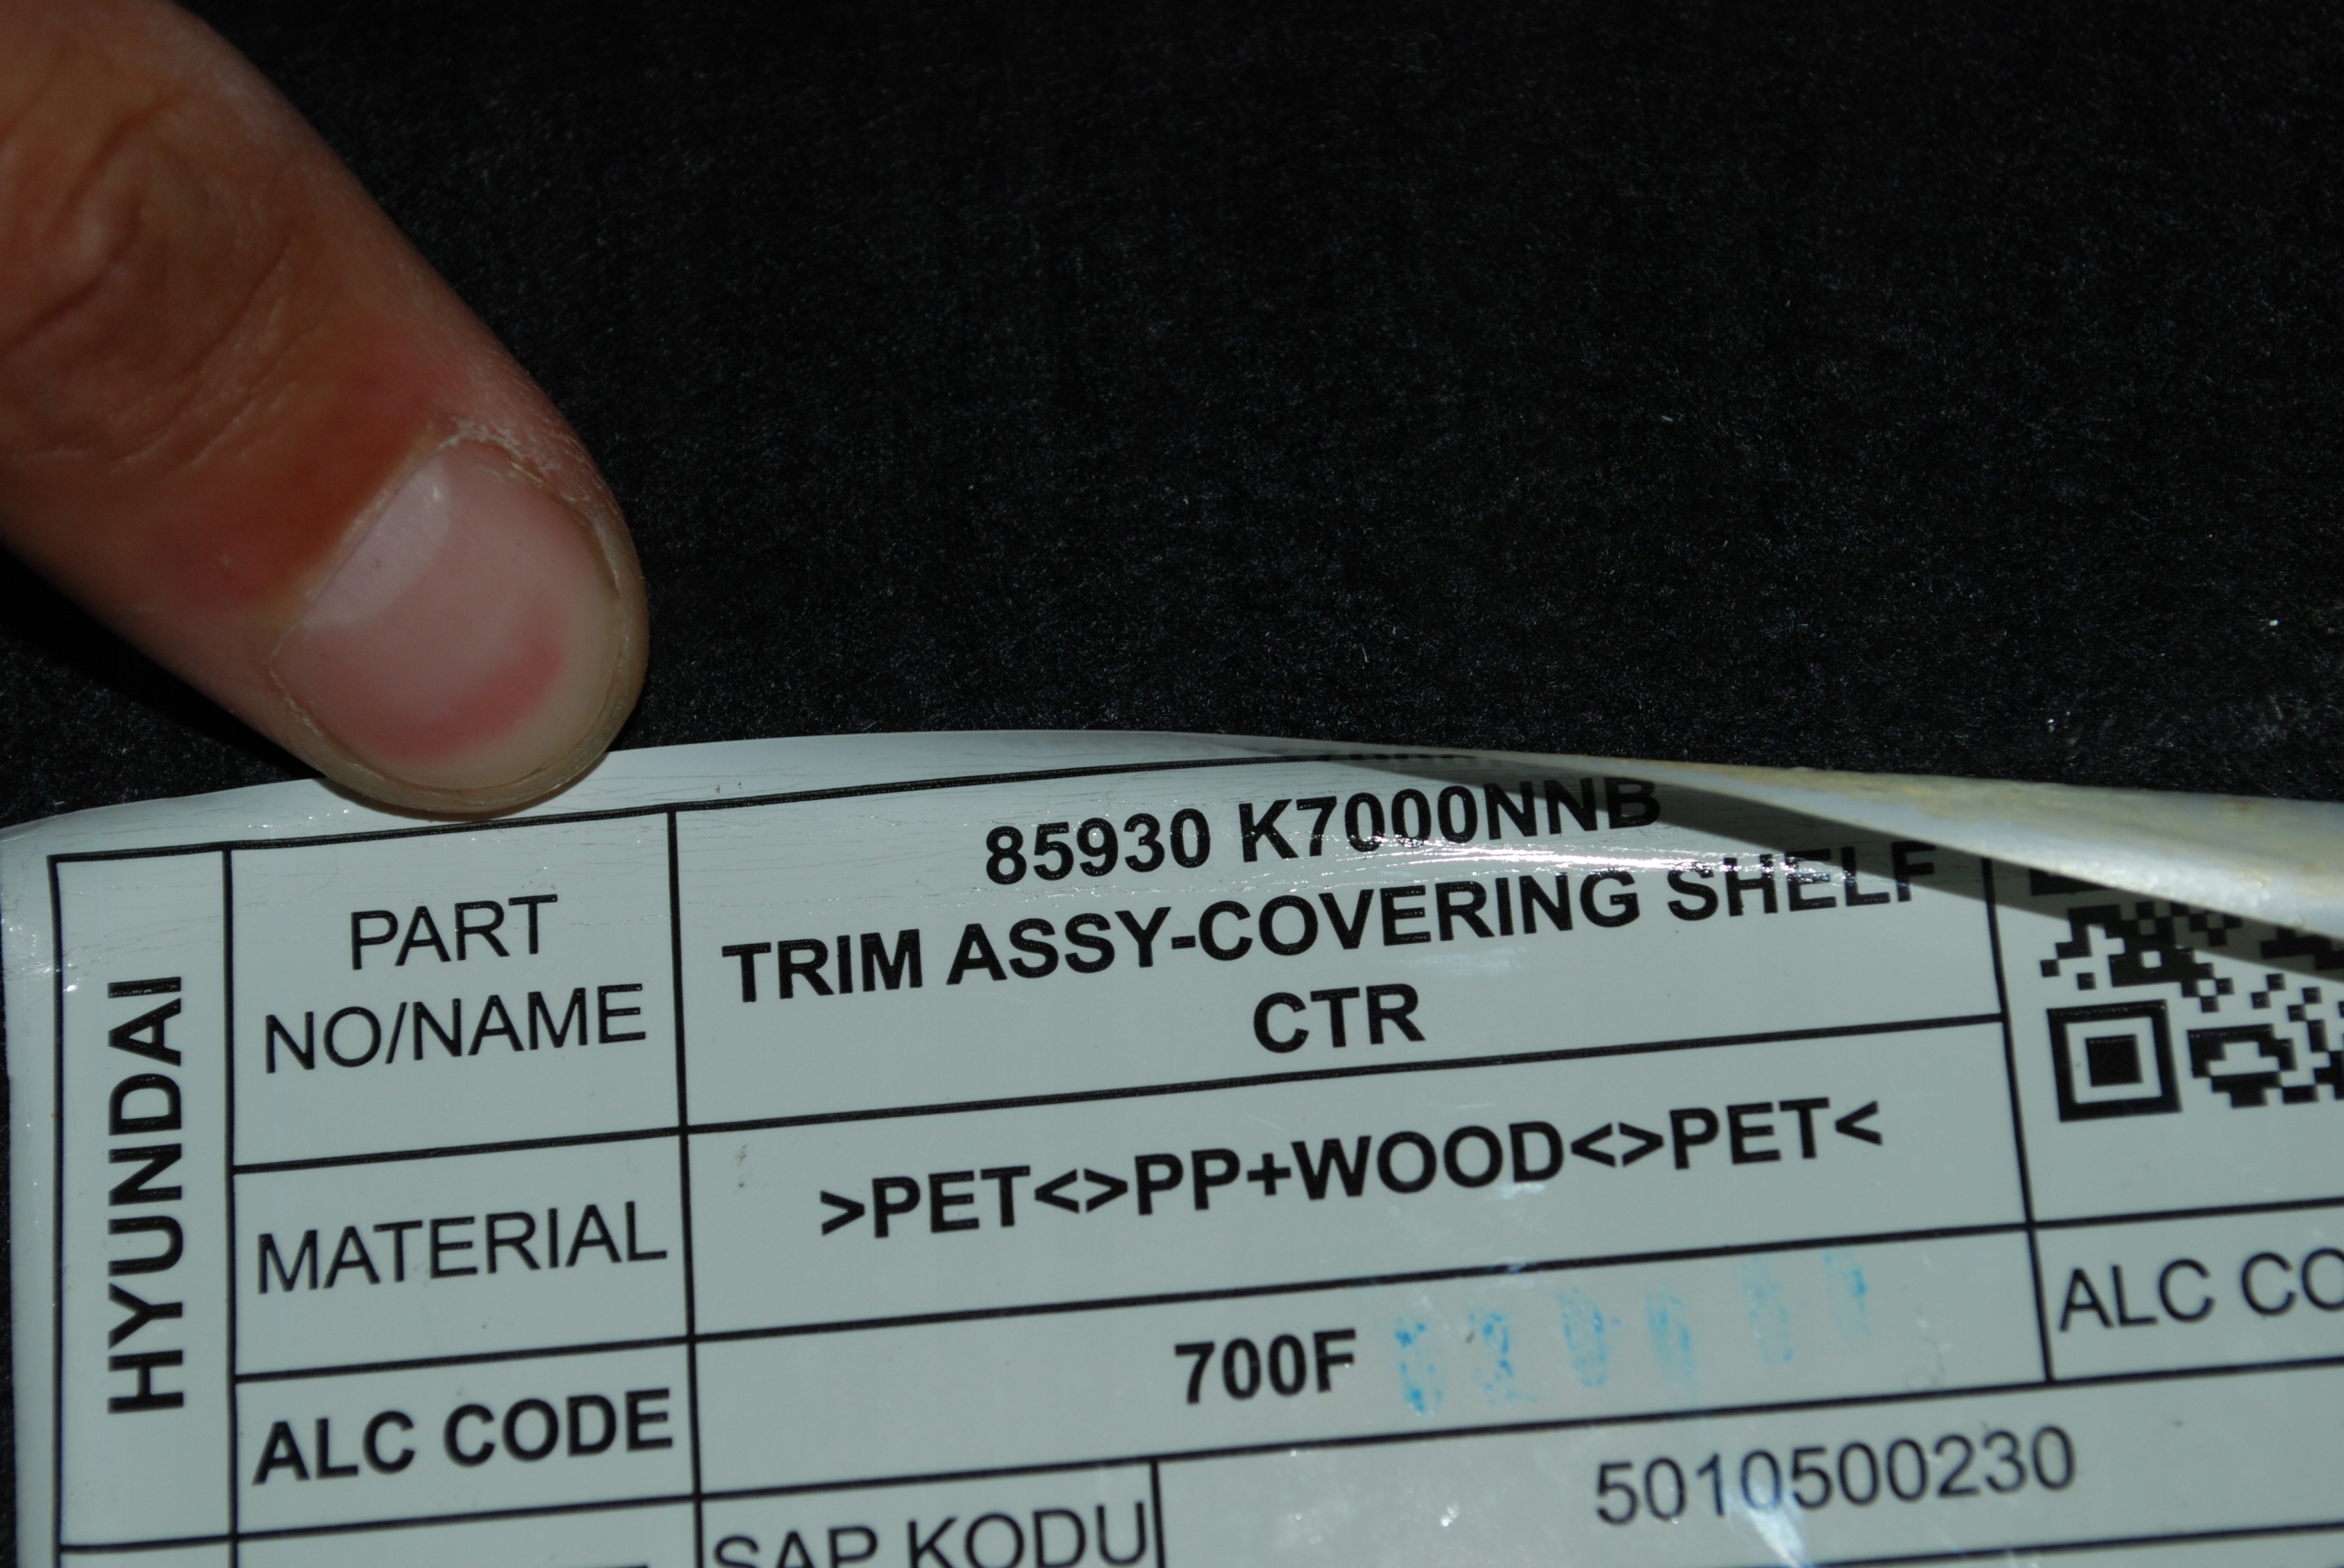 HYUNDAI
PART
NO/NAME
85930 K7000NNB
TRIM ASSY-COVERING SHELF
CTR
MATERIAL
>PET<>PP+WOOD<>PET<
ALC CODE
700F
ALC CO
SAP KODU
5010500230